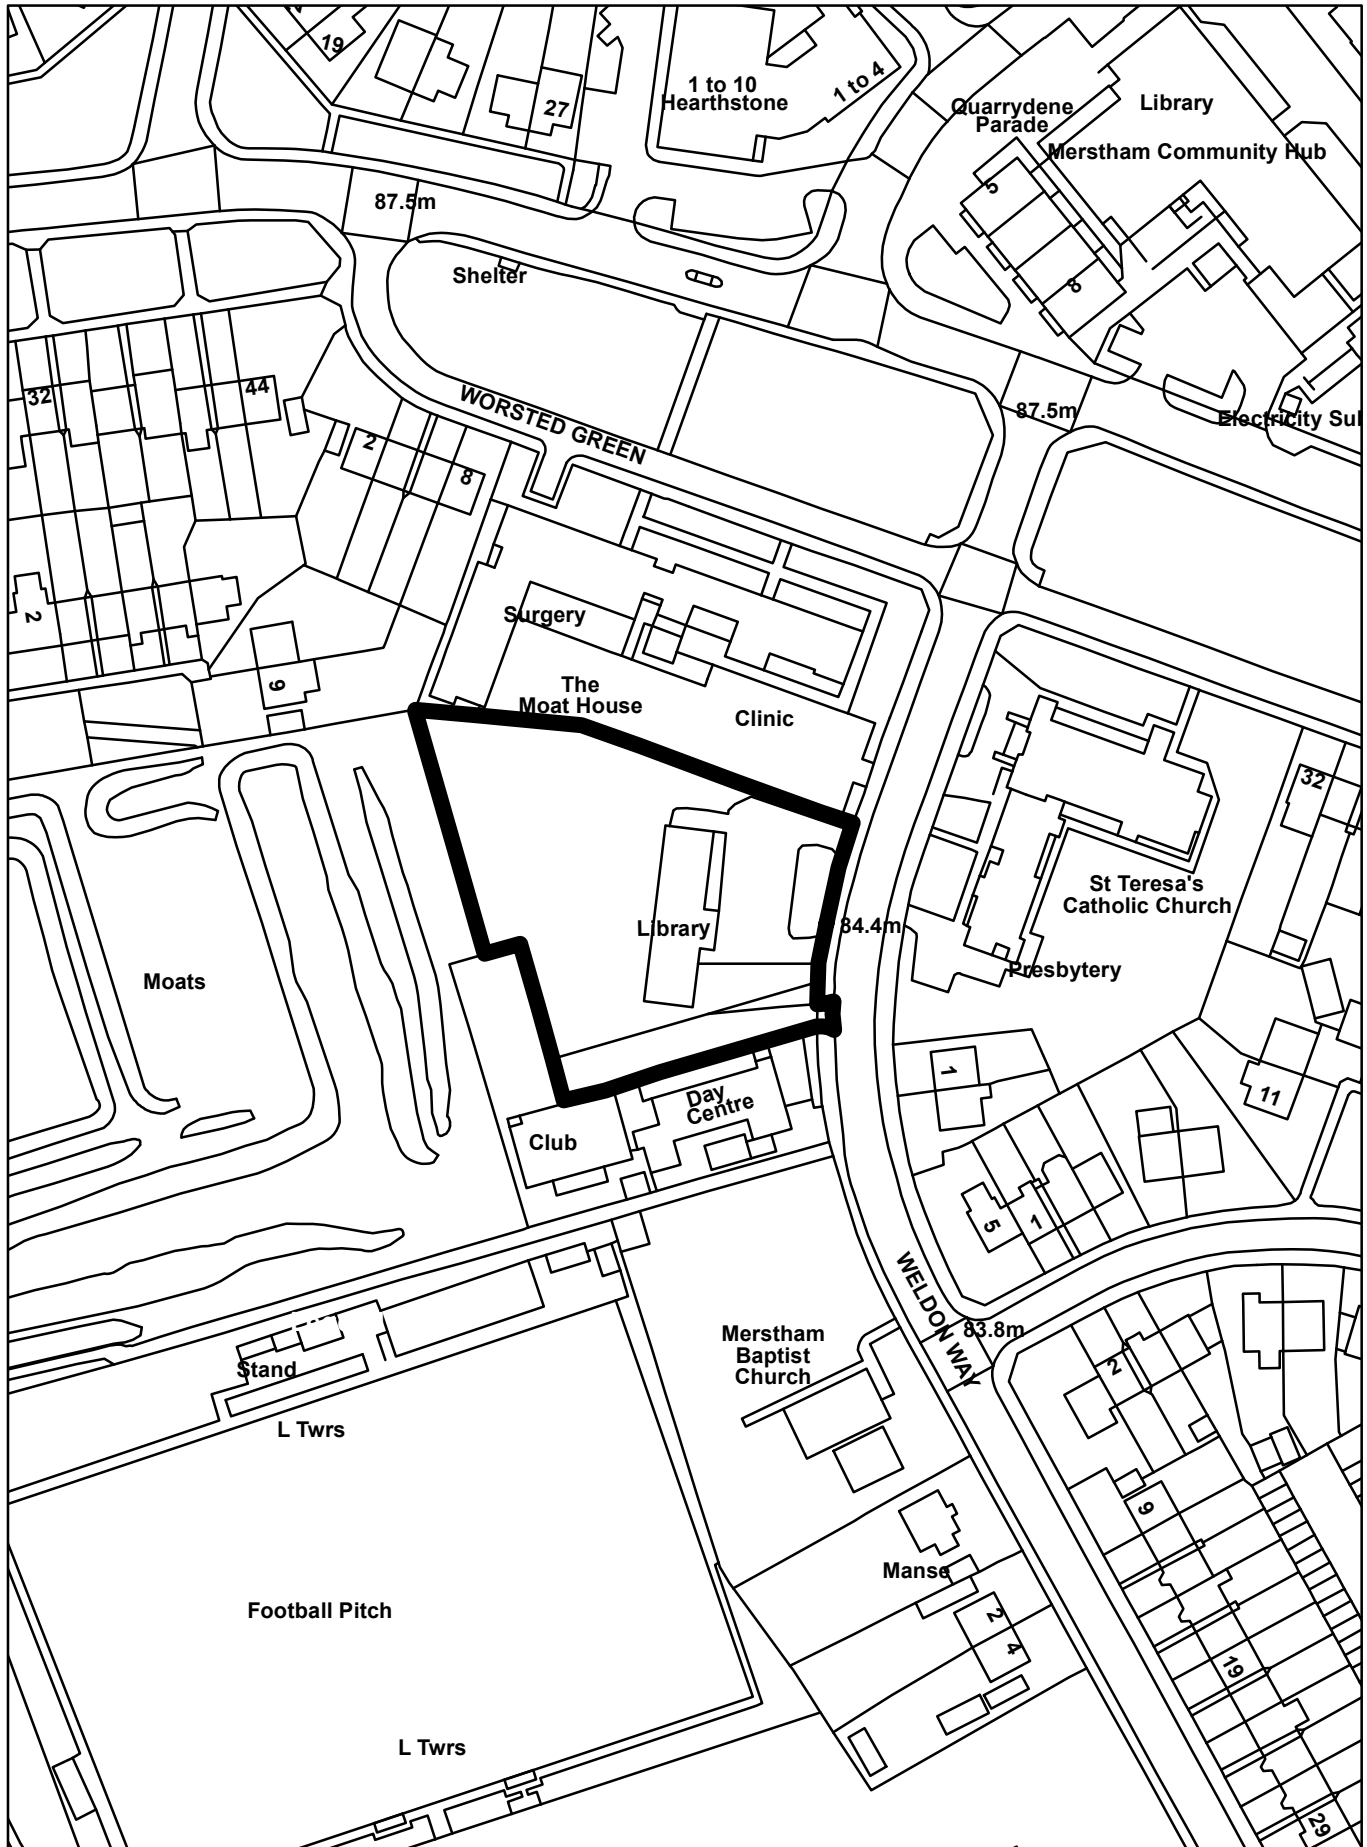 19
27
1 to 10
Hearthstone
1 to 4
Quarrydene
Parade
Library
Merstham Community Hub
5
8
87.5m
Shelter
WORSTED GREEN
87.5m
Electricity Sub
32
44
2
8
2
9
Surgery
The
Moat House
Clinic
32
St Teresa's
Catholic Church
Library
84.4m
Presbytery
Moats
1
11
Day
Centre
Club
5
1
WELDON WAY
83.8m
Merstham
Baptist
Church
2
Stand
L Twrs
9
Manse
2
4
Football Pitch
19
L Twrs
29